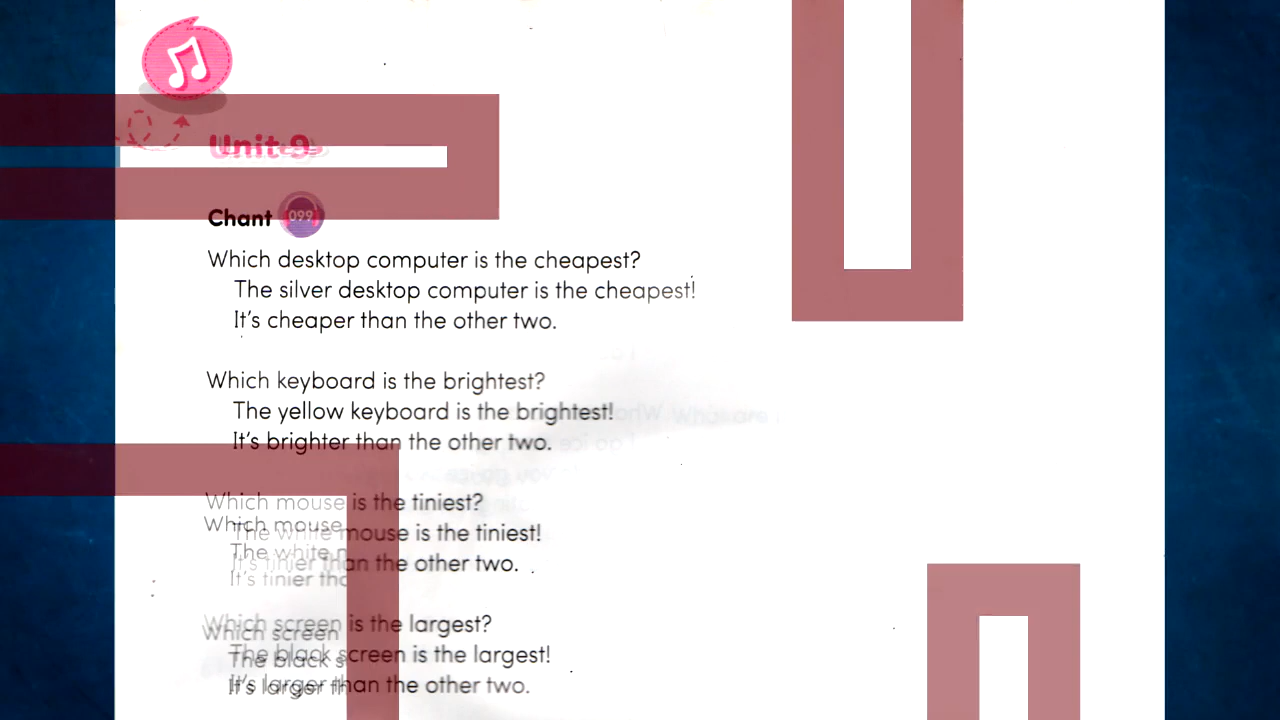 Unit 9
Chant 099
Which desktop computer is the cheapest?
The silver desktop computer is the cheapest!
It's cheaper than the other two.
Which keyboard is the brightest?
The yellow keyboard is the brightest!
It's brighter than the other two.
Which mouse is the tiniest?
The white mouse is the tiniest!
It's tinier than the other two.
Which screen is the largest?
The black screen is the largest!
It's larger than the other two.